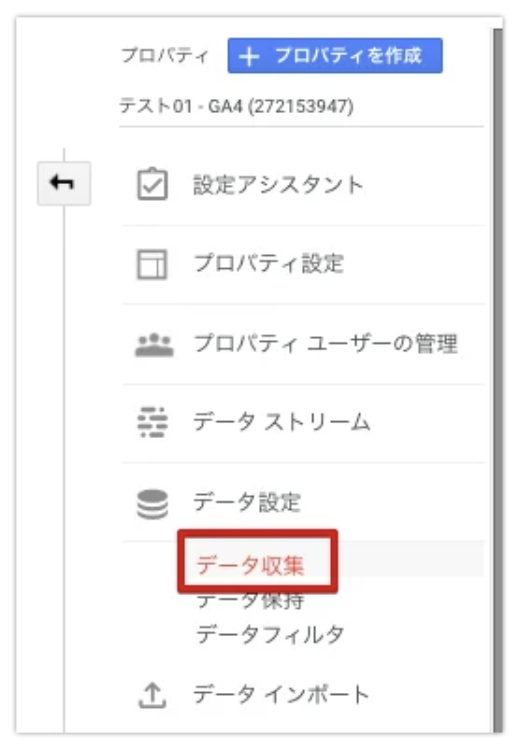 プロパティ + プロパティを作成
テスト01 - GA4 (272153947)
設定アシスタント
プロパティ設定
プロパティ ユーザーの管理
データ ストリーム
データ設定
データ収集
データ保持
データフィルタ
データ インポート